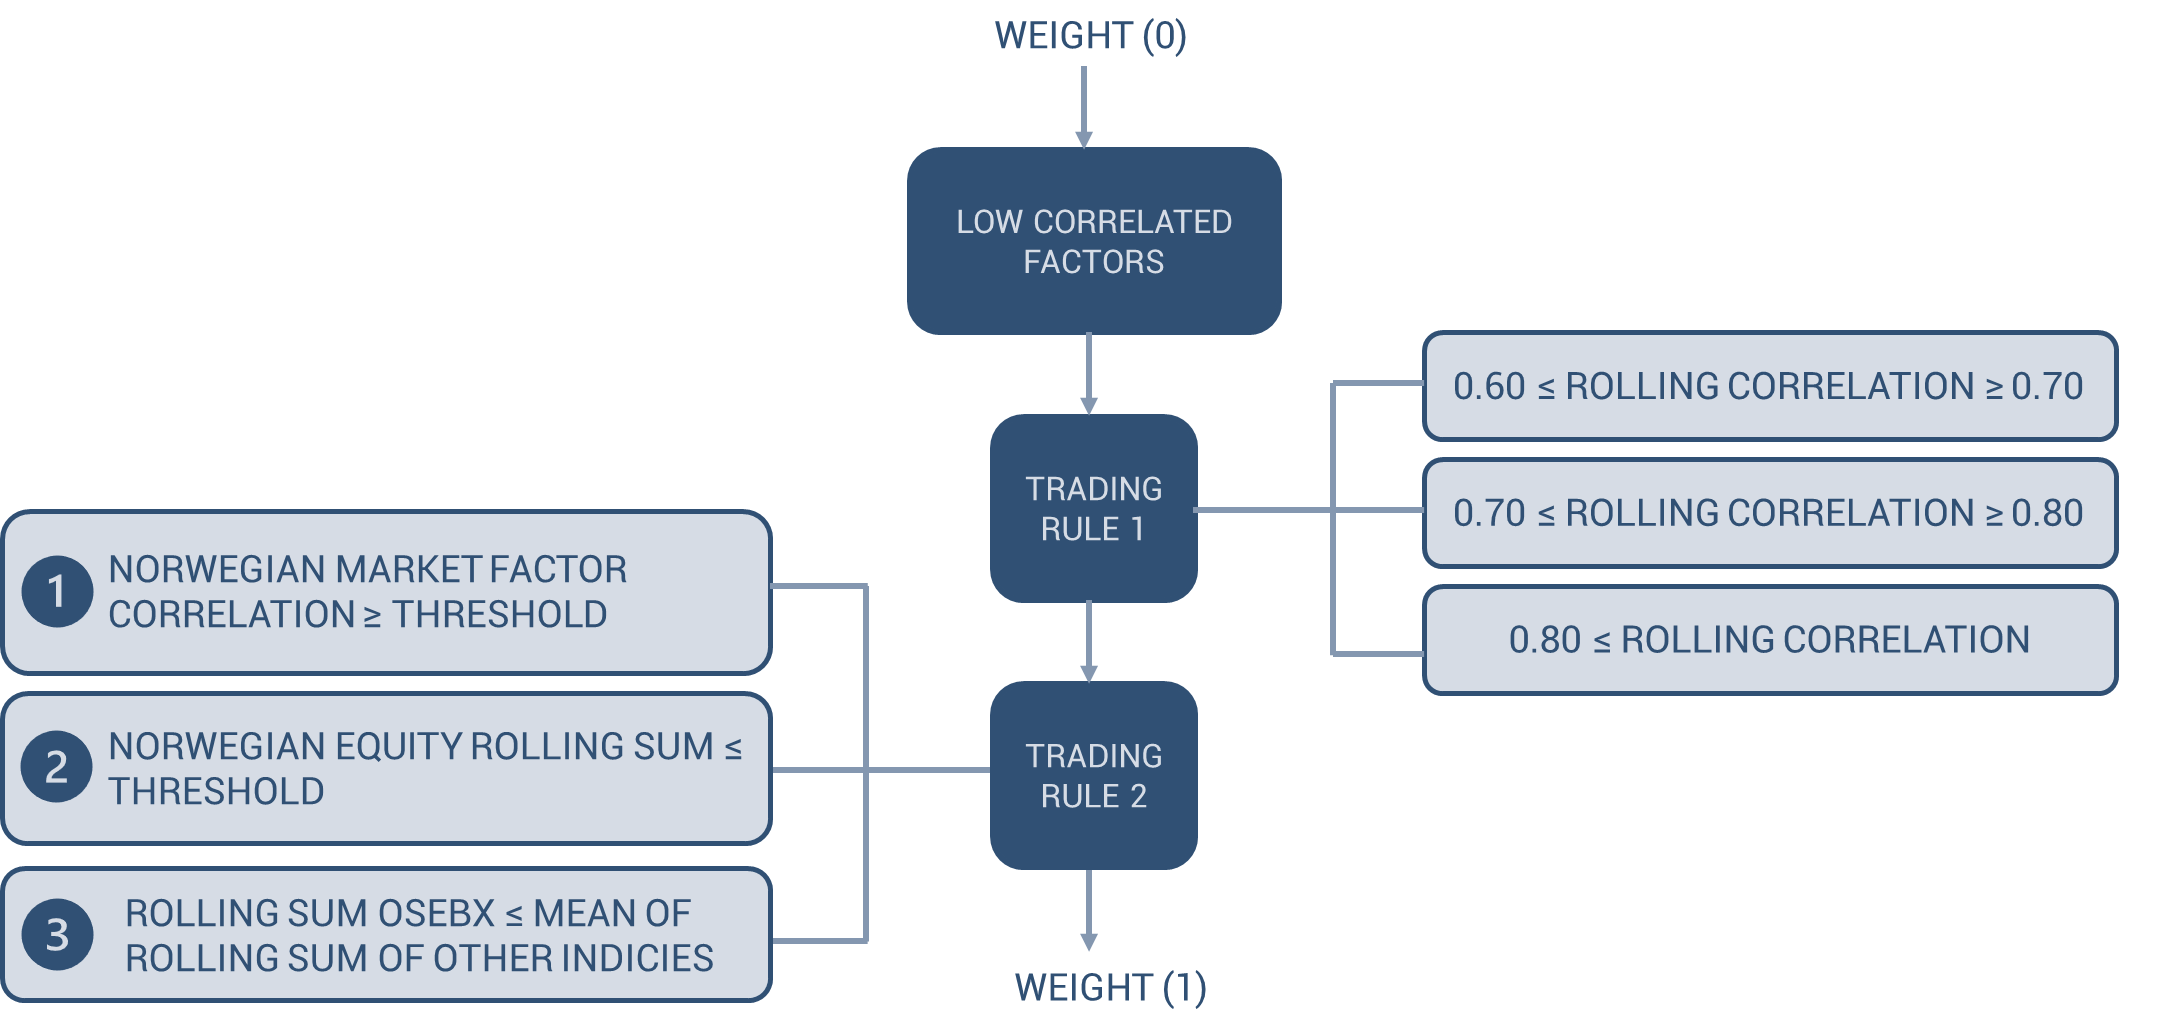 WEIGHT (0)
LOW CORRELATED
FACTORS
TRADING
RULE 1
0.60 ≤ ROLLING CORRELATION ≥ 0.70
0.70 ≤ ROLLING CORRELATION ≥ 0.80
0.80 ≤ ROLLING CORRELATION
1
NORWEGIAN MARKET FACTOR
CORRELATION ≥ THRESHOLD
2
NORWEGIAN EQUITY ROLLING SUM ≤
THRESHOLD
3
ROLLING SUM OSEBX ≤ MEAN OF
ROLLING SUM OF OTHER INDICIES
TRADING
RULE 2
WEIGHT (1)